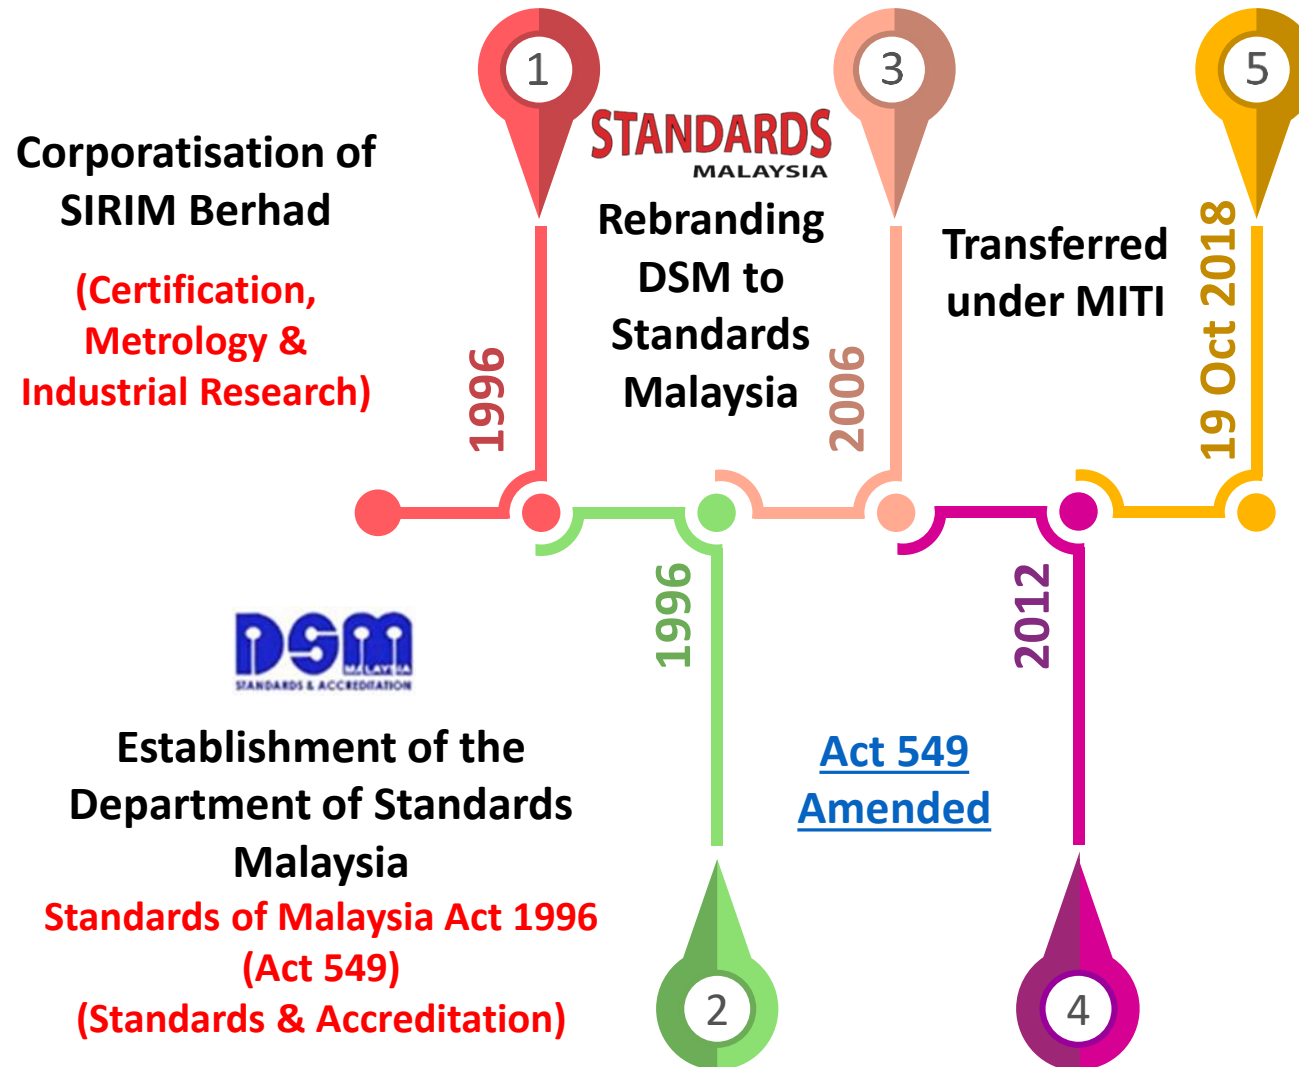 1
Corporatisation of
SIRIM Berhad
(Certification,
Metrology &
Industrial Research)
1996
2
1996
DSM
MALAYSIA
STANDARDS & ACCREDITATION
Establishment of the
Department of Standards
Malaysia
Standards of Malaysia Act 1996
(Act 549)
(Standards & Accreditation)
3
STANDARDS
MALAYSIA
Rebranding
DSM to
Standards
Malaysia
2006
4
2012
Act 549
Amended
5
Transferred
under MITI
19 Oct 2018